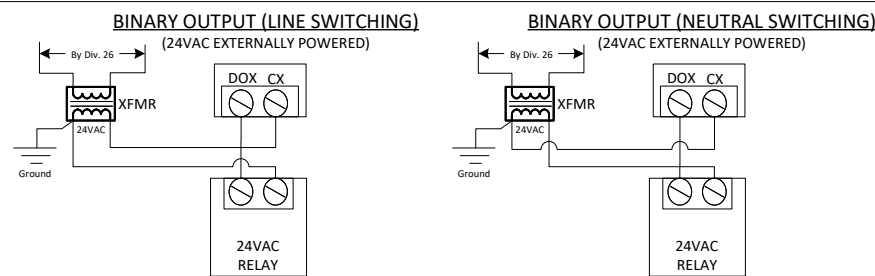 BINARY OUTPUT (LINE SWITCHING)
(24VAC EXTERNALLY POWERED)
By Div. 26
DOX CX
XFMR
24VAC
Ground
24VAC
RELAY
BINARY OUTPUT (NEUTRAL SWITCHING)
(24VAC EXTERNALLY POWERED)
By Div. 26
DOX CX
XFMR
24VAC
Ground
24VAC
RELAY